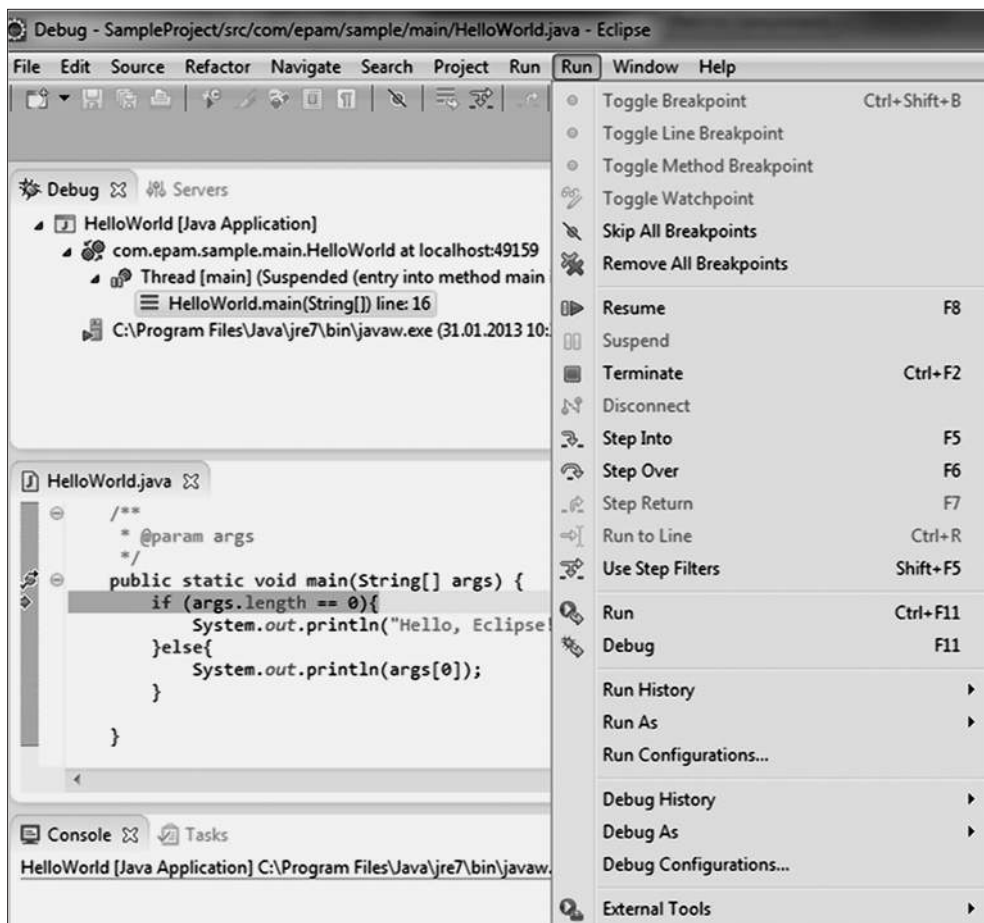 Debug - SampleProject/src/com/epam/sample/main/HelloWorld.java - Eclipse
File Edit Source Refactor Navigate Search Project Run Run Window Help
Debug Servers
HelloWorld [Java Application]
com.epam.sample.main.HelloWorld at localhost:49159
Thread [main] (Suspended (entry into method main
HelloWorld.main(String[]) line: 16
C:\Program Files\Java\jre7\bin\javaw.exe (31.01.2013 10:
HelloWorld.java
/**
* @param args
*/
public static void main(String[] args) {
if (args.length == 0){
System.out.println("Hello, Eclipse!
}else{
System.out.println(args[0]);
}
}
Console Tasks
HelloWorld [Java Application] C:\Program Files\Java\jre7\bin\javaw.
Toggle Breakpoint Ctrl+Shift+B
Toggle Line Breakpoint
Toggle Method Breakpoint
Toggle Watchpoint
Skip All Breakpoints
Remove All Breakpoints
Resume F8
Suspend
Terminate Ctrl+F2
Disconnect
Step Into F5
Step Over F6
Step Return F7
Run to Line Ctrl+R
Use Step Filters Shift+F5
Run Ctrl+F11
Debug F11
Run History
Run As
Run Configurations...
Debug History
Debug As
Debug Configurations...
External Tools